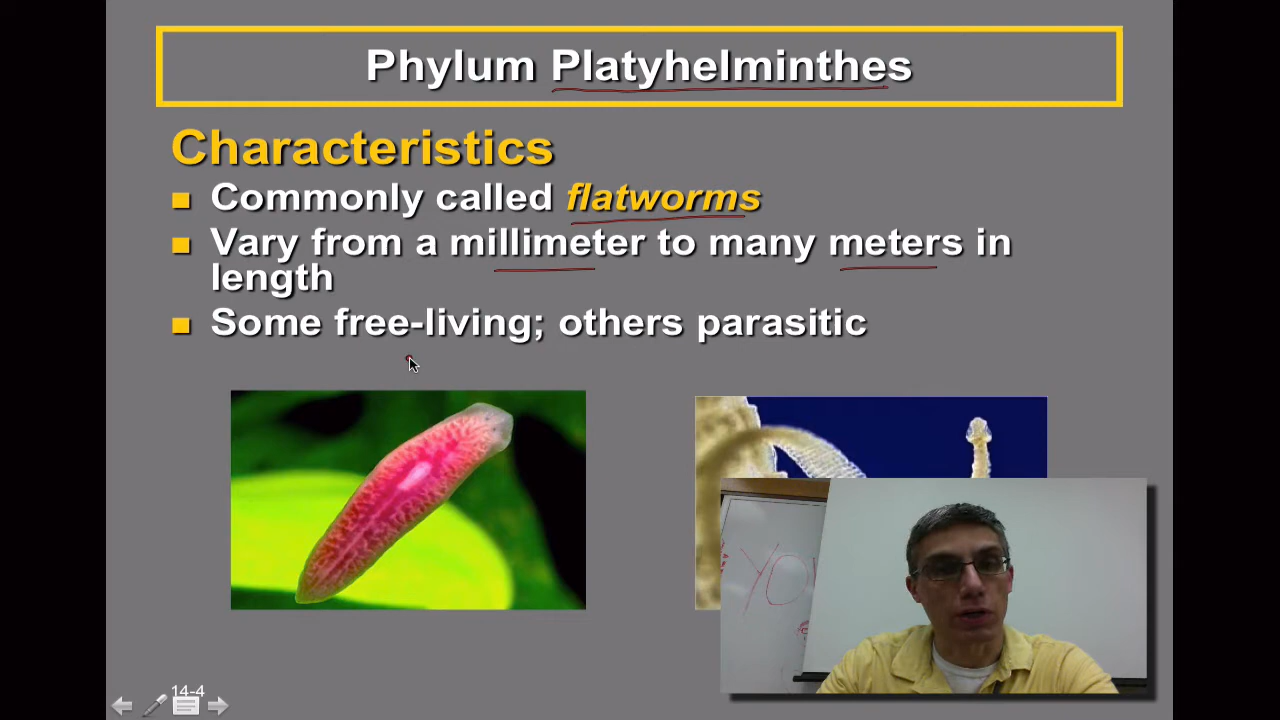 Phylum Platyhelminthes
Characteristics
Commonly called flatworms
Vary from a millimeter to many meters in
length
Some free-living; others parasitic
YOU
14-4